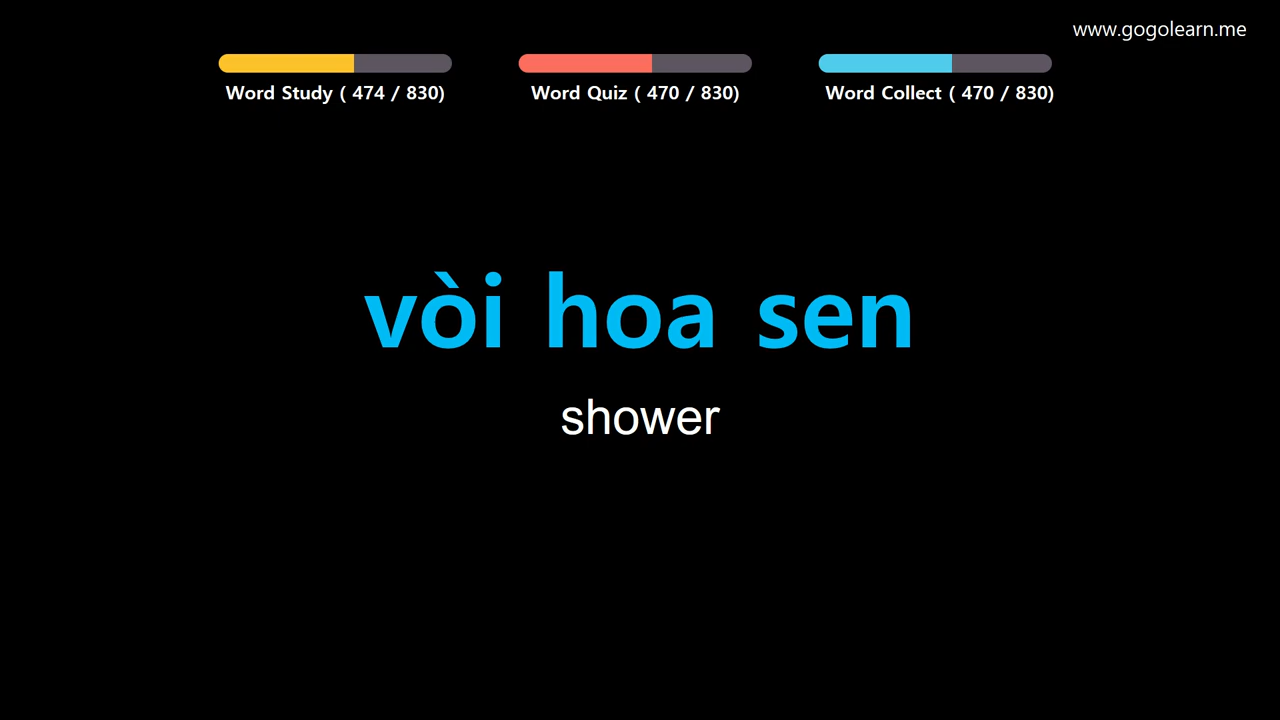 www.gogolearn.me
Word Study ( 474 / 830)
Word Quiz ( 470 / 830)
Word Collect ( 470 / 830)
vòi hoa sen
shower